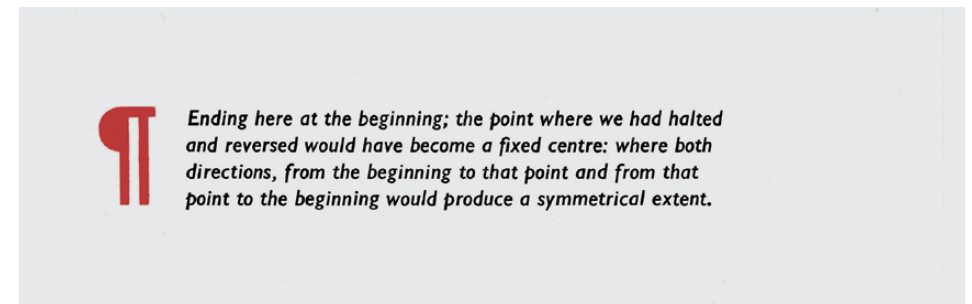 ¶ Ending here at the beginning; the point where we had halted
and reversed would have become a fixed centre: where both
directions, from the beginning to that point and from that
point to the beginning would produce a symmetrical extent.